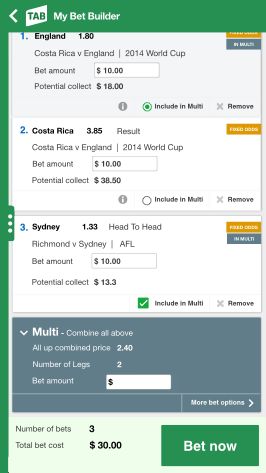 TAB My Bet Builder
1. England 1.80 FIXED ODDS
IN MULTI
Costa Rica v England | 2014 World Cup
Bet amount $ 10.00
Potential collect $ 18.00
Include in Multi Remove
2. Costa Rica 3.85 Result FIXED ODDS
Costa Rica v England | 2014 World Cup
Bet amount $ 10.00
Potential collect $ 38.50
Include in Multi Remove
3. Sydney 1.33 Head To Head FIXED ODDS
IN MULTI
Richmond v Sydney | AFL
Bet amount $ 10.00
Potential collect $ 13.3
Include in Multi Remove
Multi - Combine all above
All up combined price 2.40
Number of Legs 2
Bet amount $
More bet options
Number of bets 3
Total bet cost $ 30.00
Bet now